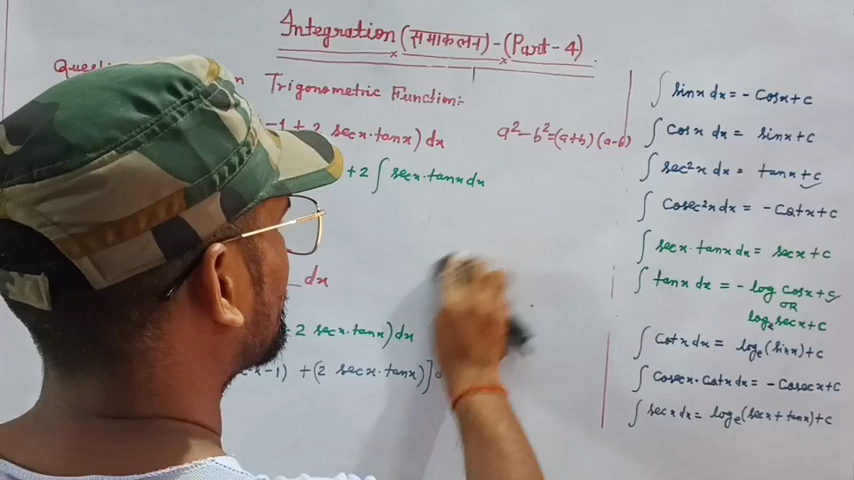 Integration (समाकलन) - (Part - 4)
Trigonometric Function:-
-1 + 2 secx·tanx) dx
a² - b² = (a+b) (a-b)
+ 2 ∫ secx·tanx dx
dx
2 secx·tanx) dx
x-1) + (2 secx·tanx)]
∫ sinx dx = - Cosx + c
∫ Cosx dx = sinx + c
∫ sec²x dx = tanx + c
∫ Cosec²x dx = - Cotx + c
∫ secx·tanx dx = secx + c
∫ tanx dx = - log Cosx + c
OR
logₑ secx + c
∫ Cotx dx = logₑ (sinx) + c
∫ Cosecx·Cotx dx = - Cosecx + c
∫ secx dx = logₑ (secx + tanx) + c